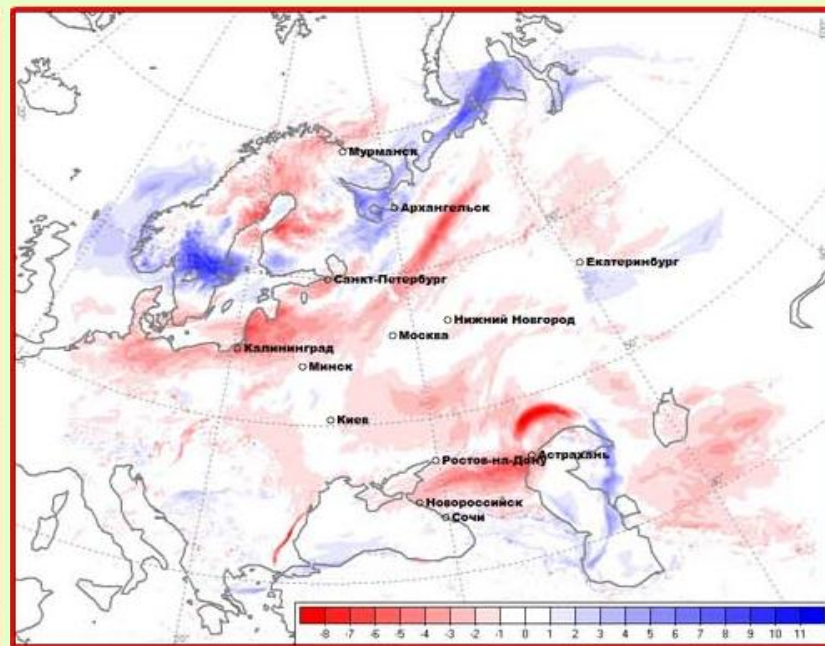 Мурманск
Архангельск
Екатеринбург
Санкт-Петербург
Нижний Новгород
Москва
Калининград
Минск
Киев
Ростов-на-Дону
Астрахань
Новороссийск
Сочи
-8 -7 -6 -5 -4 -3 -2 -1 0 1 2 3 4 5 6 7 8 9 10 11